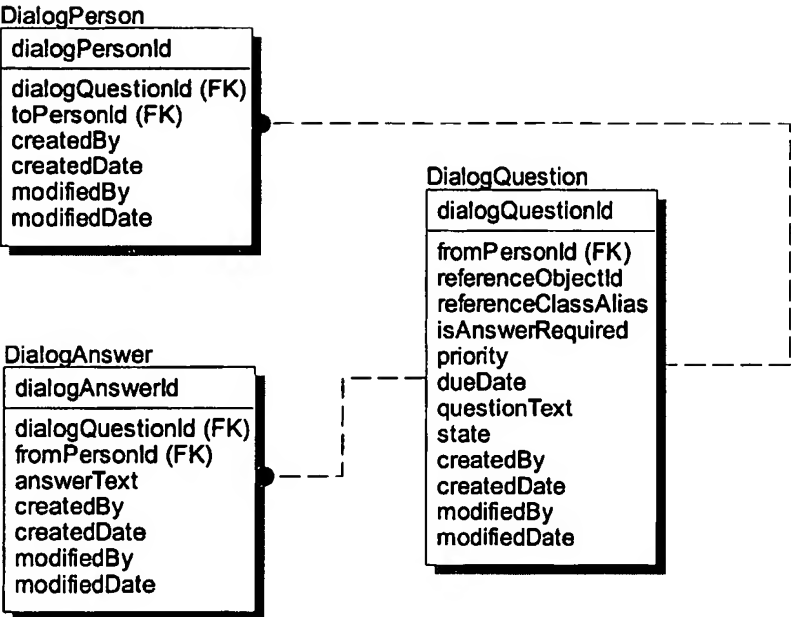 DialogPerson
dialogPersonId
dialogQuestionId (FK)
toPersonId (FK)
createdBy
createdDate
modifiedBy
modifiedDate
DialogQuestion
dialogQuestionId
fromPersonId (FK)
referenceObjectId
referenceClassAlias
isAnswerRequired
priority
dueDate
questionText
state
createdBy
createdDate
modifiedBy
modifiedDate
DialogAnswer
dialogAnswerId
dialogQuestionId (FK)
fromPersonId (FK)
answerText
createdBy
createdDate
modifiedBy
modifiedDate